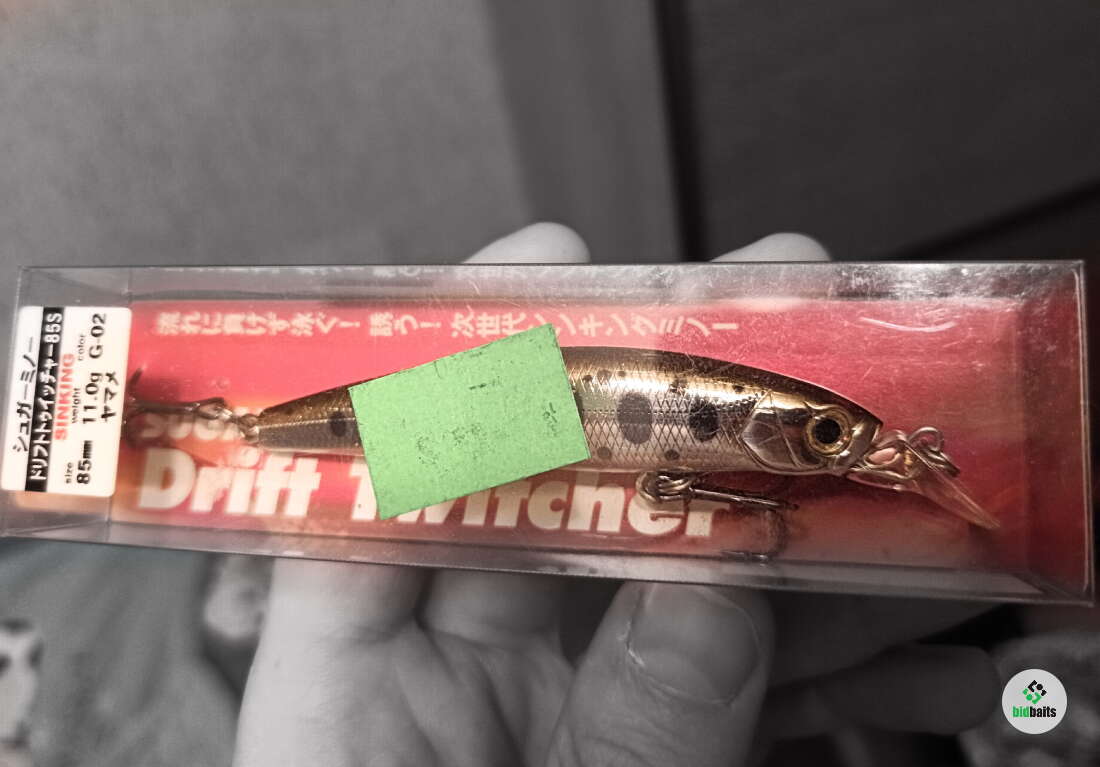 流れに負けず泳ぐ!誘う!次世代シンキングミノー
シュガーミノー
ドリフトトゥイッチャー85S
SINKING
size weight color
85mm 11.0g G-02
ヤマメ
Drift Twitcher
bidbaits